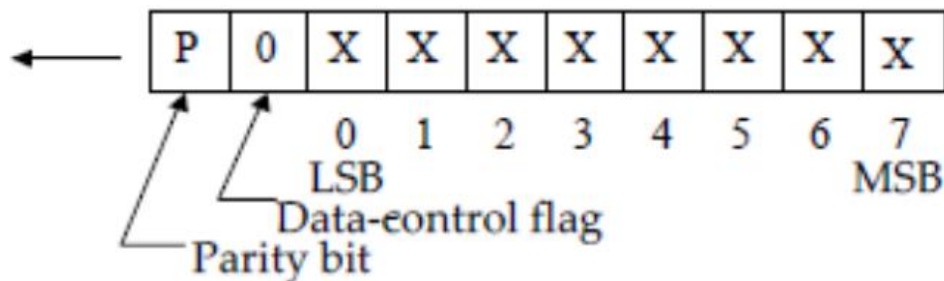 P 0 X X X X X X X X
0 1 2 3 4 5 6 7
LSB MSB
Data-control flag
Parity bit